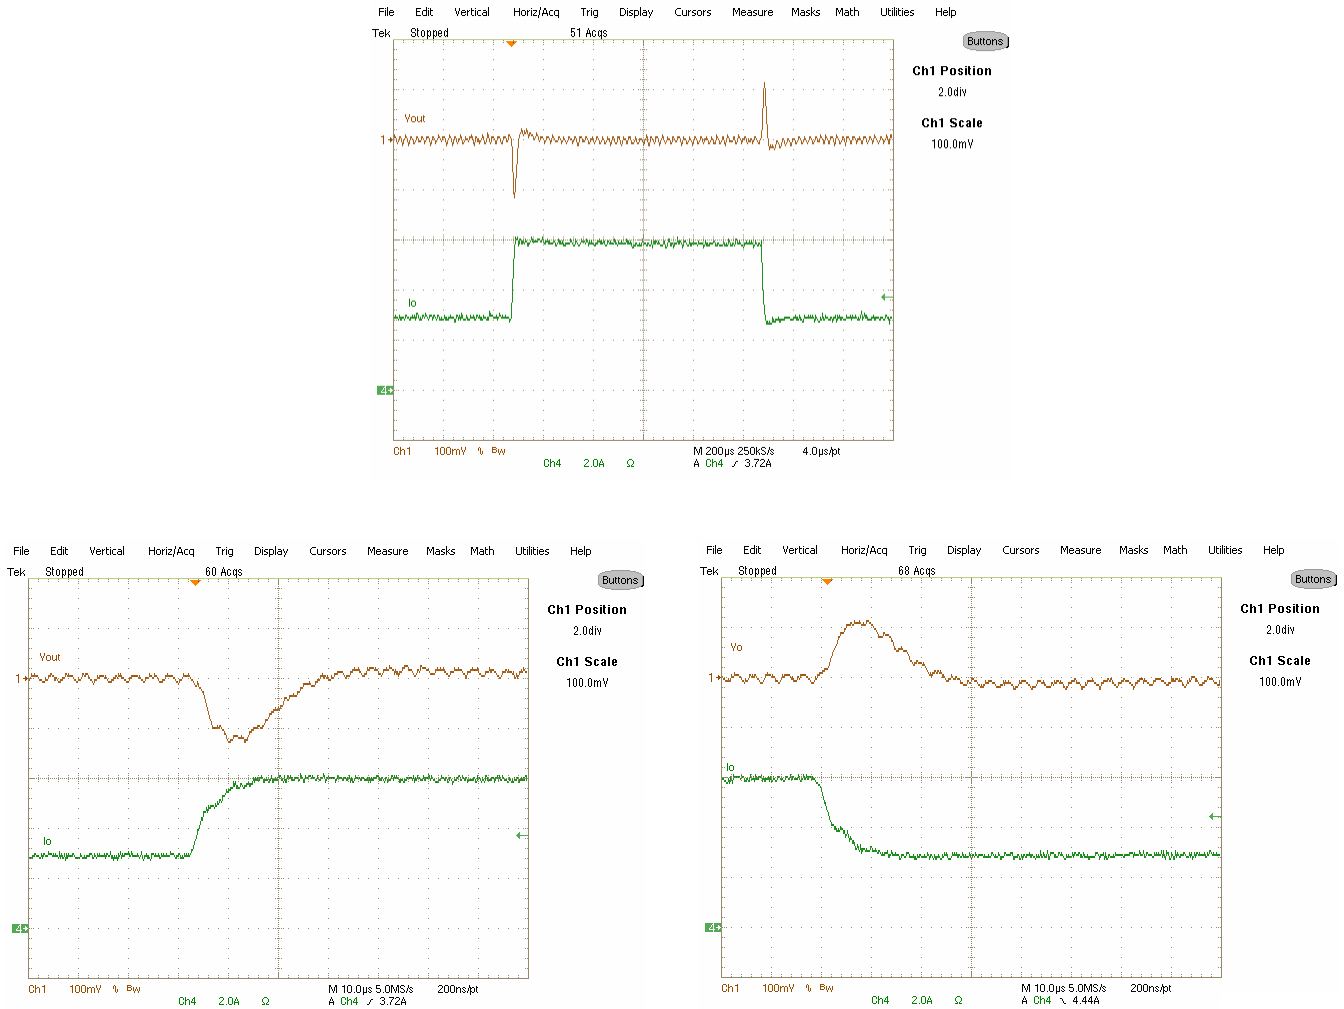 File Edit Vertical Horiz/Acq Trig Display Cursors Measure Masks Math Utilities Help
Tek Stopped 51 Acqs
Buttons
Ch1 Position
2.0div
Ch1 Scale
100.0mV
Vout
1
Io
4
Ch1 100mV ∿ Bw M 200µs 250kS/s 4.0µs/pt
Ch4 2.0A Ω A Ch4 ƒ 3.72A
File Edit Vertical Horiz/Acq Trig Display Cursors Measure Masks Math Utilities Help
Tek Stopped 60 Acqs
Buttons
Ch1 Position
2.0div
Ch1 Scale
100.0mV
Vout
1
Io
4
Ch1 100mV ∿ Bw M 10.0µs 5.0MS/s 200ns/pt
Ch4 2.0A Ω A Ch4 ƒ 3.72A
File Edit Vertical Horiz/Acq Trig Display Cursors Measure Masks Math Utilities Help
Tek Stopped 68 Acqs
Buttons
Ch1 Position
2.0div
Ch1 Scale
100.0mV
Vo
1
Io
4
Ch1 100mV ∿ Bw M 10.0µs 5.0MS/s 200ns/pt
Ch4 2.0A Ω A Ch4 ∖ 4.44A